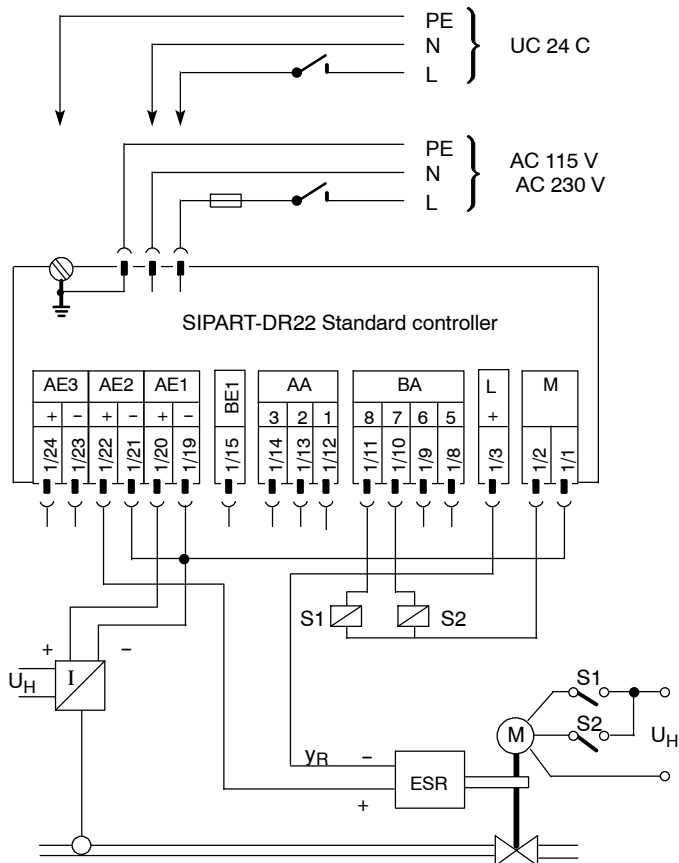 PE
N
L
UC 24 C
PE
N
L
AC 115 V
AC 230 V
SIPART-DR22 Standard controller
AE3 AE2 AE1 BE1 AA BA L M
+ − + − + − 3 2 1 8 7 6 5 +
1/24 1/23 1/22 1/21 1/20 1/19 1/15 1/14 1/13 1/12 1/11 1/10 1/9 1/8 1/3 1/2 1/1
S1 S2
+ −
UH I
S1
S2
M UH
yR −
ESR
+